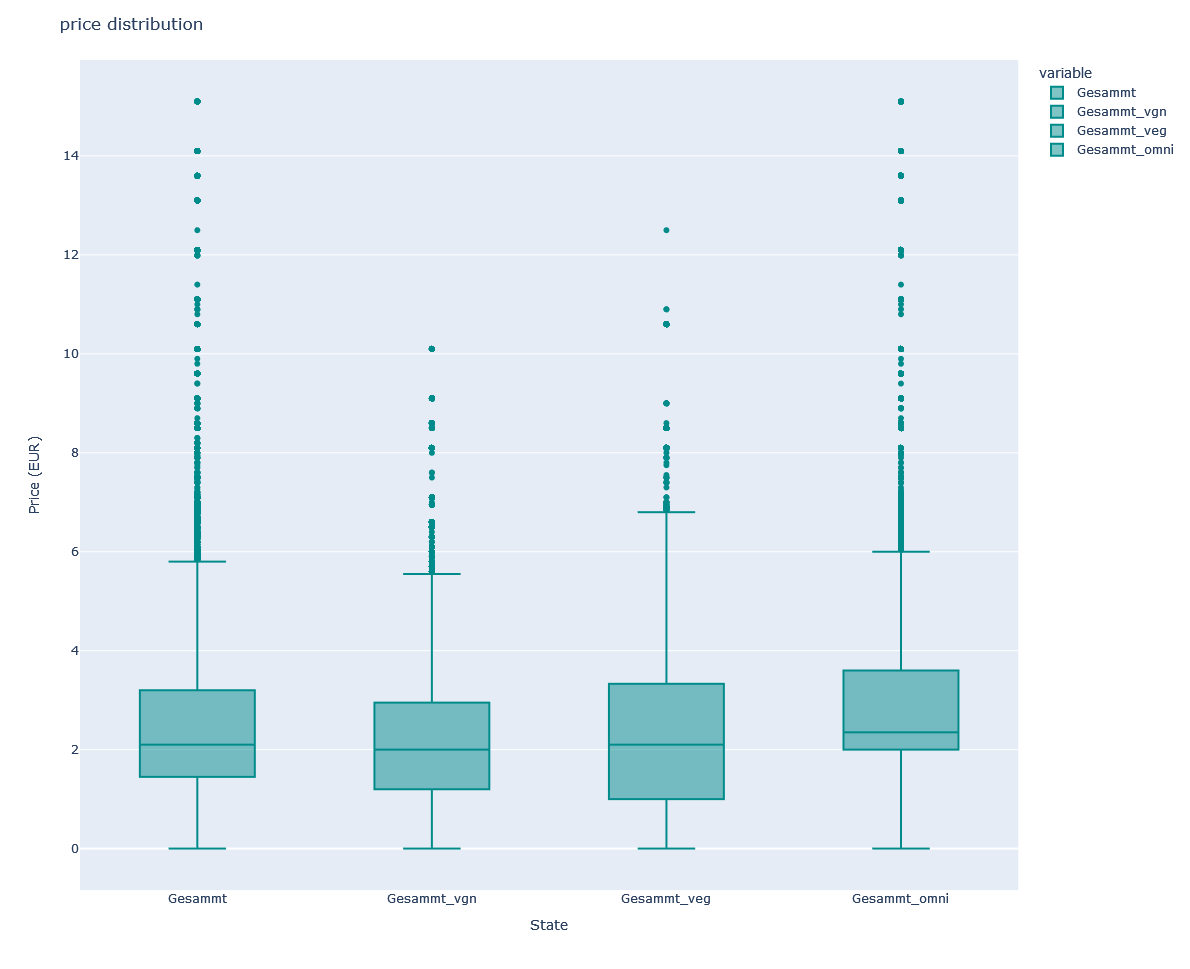 price distribution
variable
Gesammt
Gesammt_vgn
Gesammt_veg
Gesammt_omni
14
12
10
8
6
4
2
0
Price (EUR)
Gesammt
Gesammt_vgn
Gesammt_veg
Gesammt_omni
State